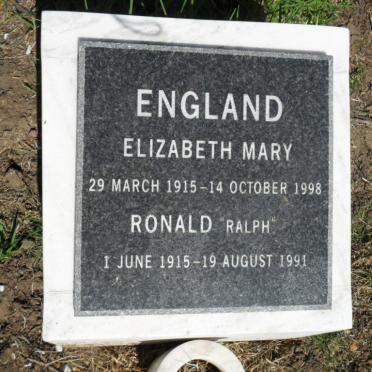 ENGLAND
ELIZABETH MARY
29 MARCH 1915–14 OCTOBER 1998
RONALD "RALPH"
1 JUNE 1915–19 AUGUST 1991